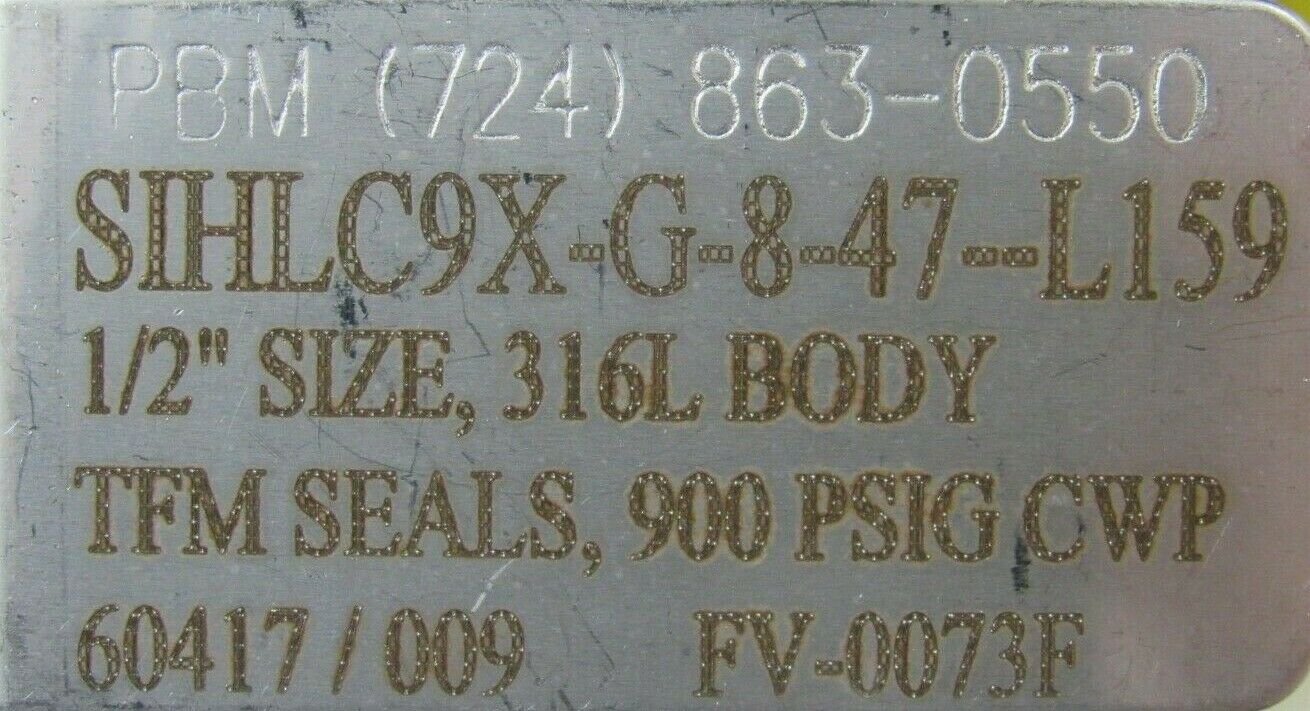 PBM (724) 863-0550
SIHLC9X-G-8-47--L159
1/2" SIZE, 316L BODY
TFM SEALS, 900 PSIG CWP
60417 / 009 FV-0073F